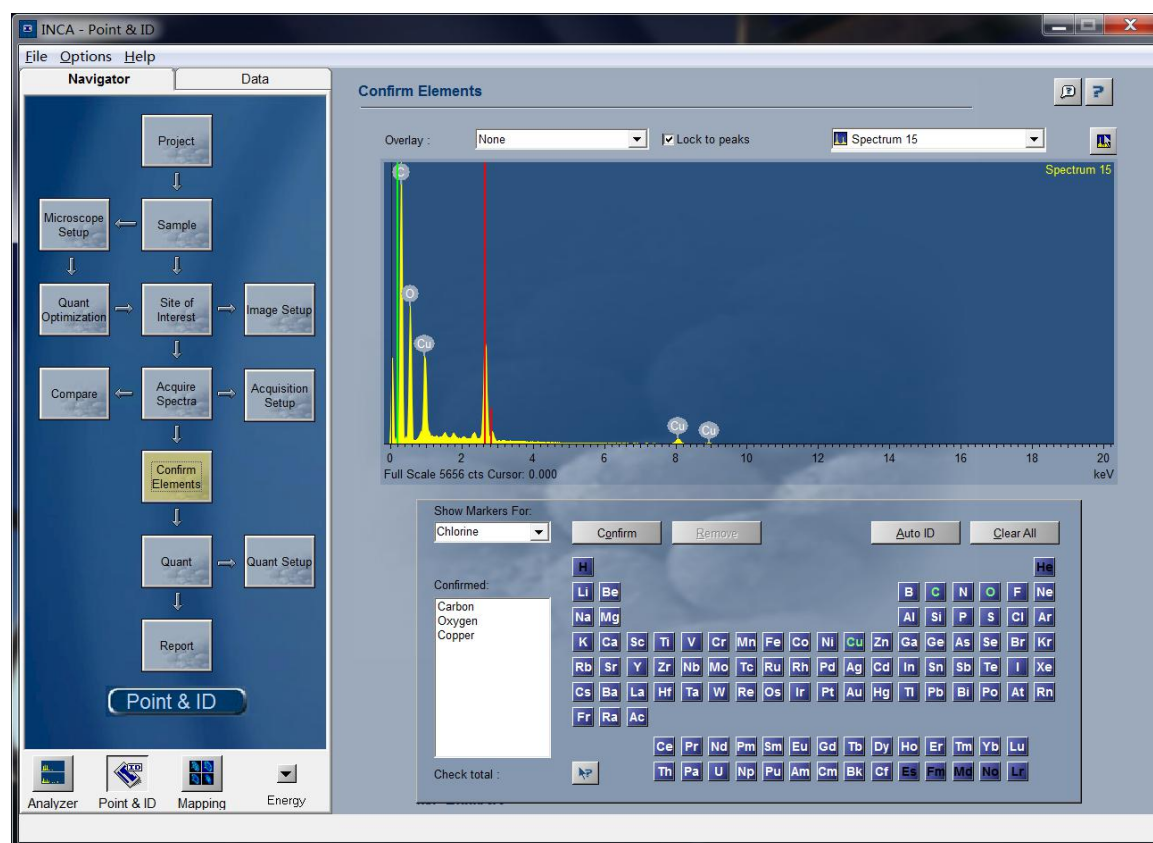 INCA - Point & ID
File Options Help
Navigator Data
Project
Microscope Setup
Sample
Quant Optimization
Site of Interest
Image Setup
Compare
Acquire Spectra
Acquisition Setup
Confirm Elements
Quant
Quant Setup
Report
Point & ID
Analyzer Point & ID Mapping Energy
Confirm Elements
Overlay : None Lock to peaks Spectrum 15
Spectrum 15
C
O
Cu
Cu Cu
0 2 4 6 8 10 12 14 16 18 20
Full Scale 5656 cts Cursor: 0.000 keV
Show Markers For:
Chlorine Confirm Remove Auto ID Clear All
Confirmed:
Carbon
Oxygen
Copper
H He
Li Be B C N O F Ne
Na Mg Al Si P S Cl Ar
K Ca Sc Ti V Cr Mn Fe Co Ni Cu Zn Ga Ge As Se Br Kr
Rb Sr Y Zr Nb Mo Tc Ru Rh Pd Ag Cd In Sn Sb Te I Xe
Cs Ba La Hf Ta W Re Os Ir Pt Au Hg Tl Pb Bi Po At Rn
Fr Ra Ac
Ce Pr Nd Pm Sm Eu Gd Tb Dy Ho Er Tm Yb Lu
Th Pa U Np Pu Am Cm Bk Cf Es Fm Md No Lr
Check total :